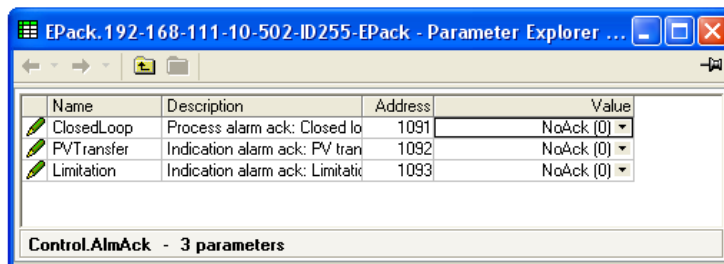 EPack.192-168-111-10-502-ID255-EPack - Parameter Explorer ...
Name Description Address Value
ClosedLoop Process alarm ack: Closed lo 1091 NoAck (0)
PVTransfer Indication alarm ack: PV tran 1092 NoAck (0)
Limitation Indication alarm ack: Limitatio 1093 NoAck (0)
Control.AlmAck - 3 parameters